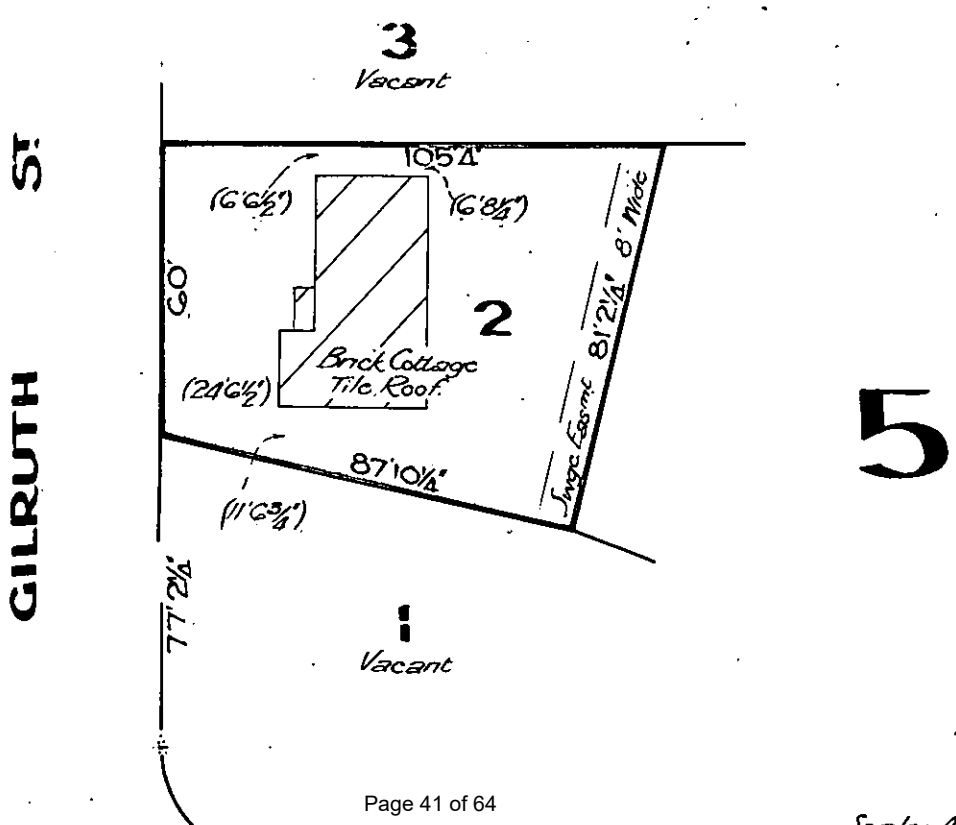 3
Vacant
GILRUTH ST.
105'4"
(6'6½")
(6'8¼")
60'
2
Brick Cottage
Tile Roof.
(24'6½")
Swge Easmt 8' Wide
81'2¼"
87'10¼"
(11'6¾")
5
77'2¼"
1
Vacant
Page 41 of 64